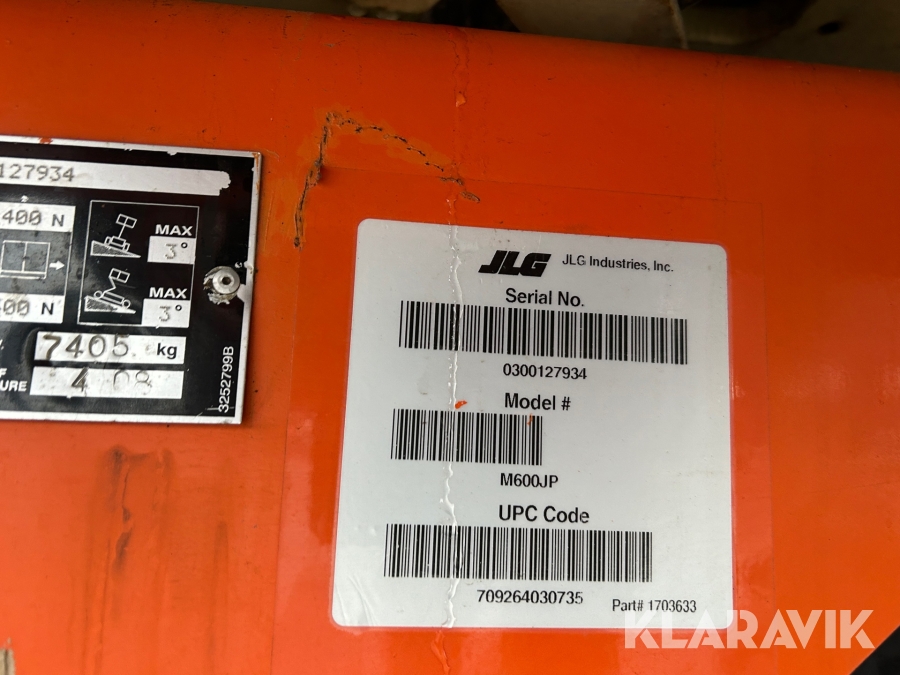 127934
400 N
MAX
3°
MAX
3°
00 N
7405 kg
4 08
URE
3252799B
JLG JLG Industries, Inc.
Serial No.
0300127934
Model #
M600JP
UPC Code
709264030735
Part# 1703633
KLARAVIK